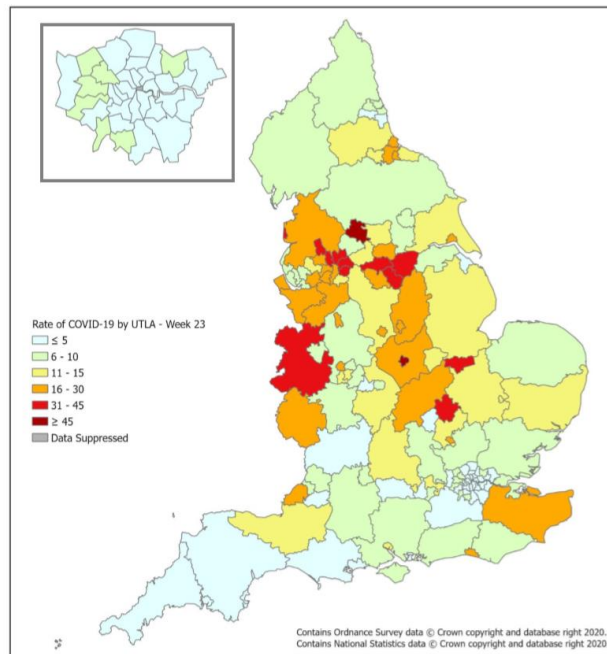 Rate of COVID-19 by UTLA - Week 23
≤ 5
6 - 10
11 - 15
16 - 30
31 - 45
≥ 45
Data Suppressed
Contains Ordnance Survey data © Crown copyright and database right 2020.
Contains National Statistics data © Crown copyright and database right 2020